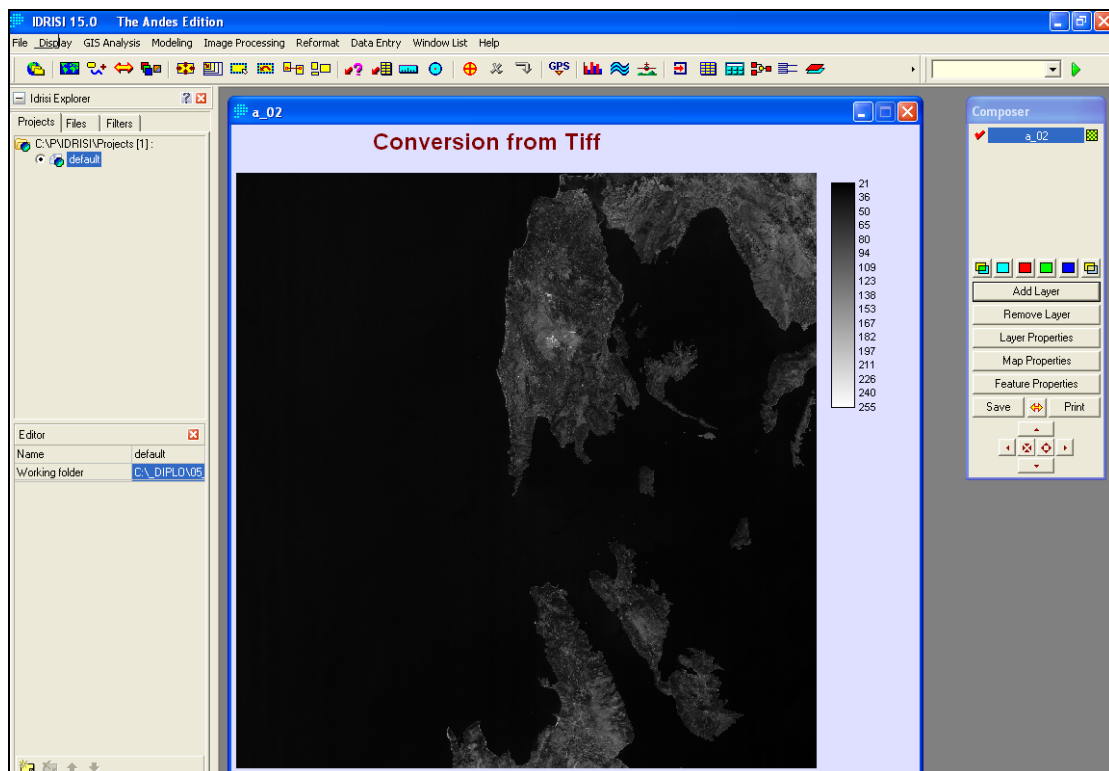 IDRISI 15.0 The Andes Edition
File Display GIS Analysis Modeling Image Processing Reformat Data Entry Window List Help
GPS
Idrisi Explorer
Projects Files Filters
C:\P\IDRISI\Projects [1] :
default
Editor
Name default
Working folder C:\_DIPLO\05_
a_02
Conversion from Tiff
21
36
50
65
80
94
109
123
138
153
167
182
197
211
226
240
255
Composer
a_02
Add Layer
Remove Layer
Layer Properties
Map Properties
Feature Properties
Save Print